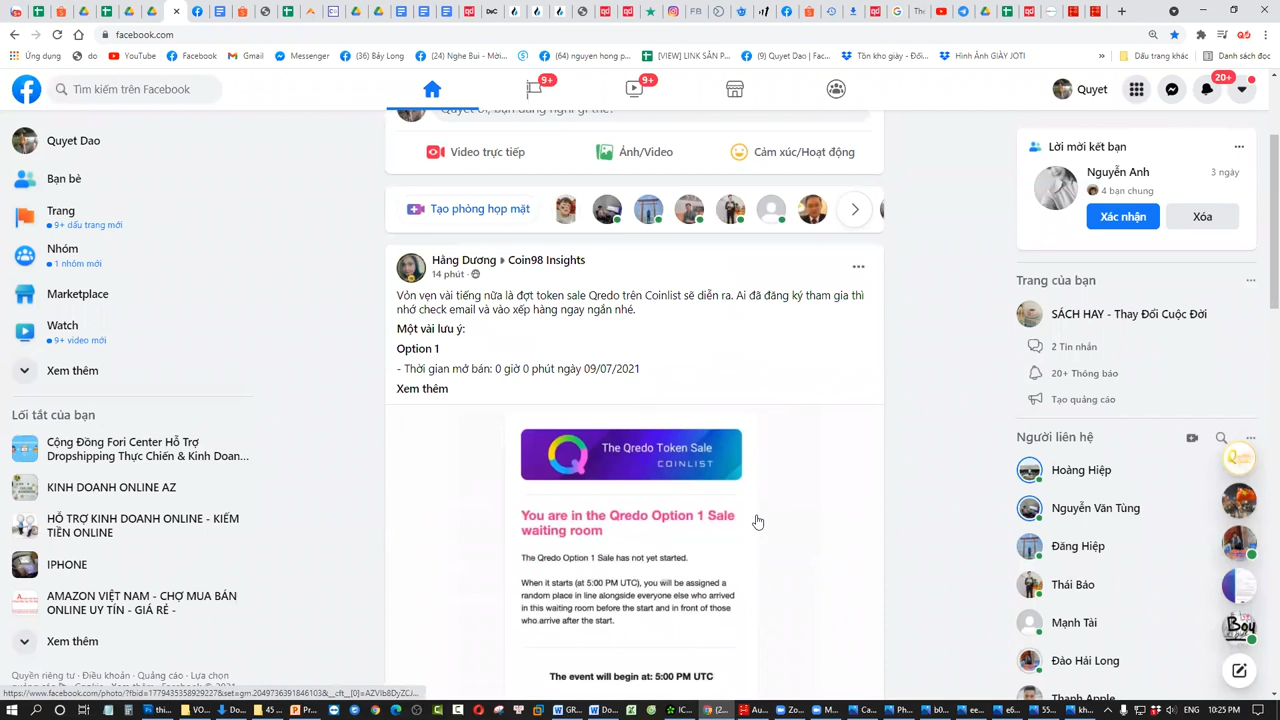 facebook.com
Ứng dụng
do
YouTube
Facebook
Gmail
Messenger
(36) Bảy Long
(24) Nghe Bui - Mới...
(64) nguyen hong p...
[VIEW] LINK SẢN P...
(9) Quyet Dao | Fac...
Tồn kho giày - Đối...
Hình Ảnh GIÀY JOTI
»
Dấu trang khác
Danh sách đọc
Tìm kiếm trên Facebook
9+
9+
Quyet
20+
Quyet Dao
Bạn bè
Trang
9+ dấu trang mới
Nhóm
1 nhóm mới
Marketplace
Watch
9+ video mới
Xem thêm
Lối tắt của bạn
Cộng Đồng Fori Center Hỗ Trợ
Dropshipping Thực Chiến & Kinh Doan...
KINH DOANH ONLINE AZ
HỖ TRỢ KINH DOANH ONLINE - KIẾM
TIỀN ONLINE
IPHONE
AMAZON VIỆT NAM - CHỢ MUA BÁN
ONLINE UY TÍN - GIÁ RẺ -
Xem thêm
Quyền riêng tư · Điều khoản · Quảng cáo · Lựa chọn
Quyet ơi, bạn đang nghĩ gì thế?
Video trực tiếp
Ảnh/Video
Cảm xúc/Hoạt động
Tạo phòng họp mặt
Hằng Dương
Coin98 Insights
14 phút ·
Vỏn vẹn vài tiếng nữa là đợt token sale Qredo trên Coinlist sẽ diễn ra. Ai đã đăng ký tham gia thì
nhớ check email và vào xếp hàng ngay ngắn nhé.
Một vài lưu ý:
Option 1
- Thời gian mở bán: 0 giờ 0 phút ngày 09/07/2021
Xem thêm
The Qredo Token Sale
COINLIST
You are in the Qredo Option 1 Sale
waiting room
The Qredo Option 1 Sale has not yet started.
When it starts (at 5:00 PM UTC), you will be assigned a
random place in line alongside everyone else who arrived
in this waiting room before the start and in front of those
who arrive after the start.
The event will begin at: 5:00 PM UTC
Lời mời kết bạn
Nguyễn Anh
3 ngày
4 bạn chung
Xác nhận
Xóa
Trang của bạn
SÁCH HAY - Thay Đổi Cuộc Đời
2 Tin nhắn
20+ Thông báo
Tạo quảng cáo
Người liên hệ
Hoàng Hiệp
Nguyễn Văn Tùng
Đăng Hiệp
Thái Bảo
Mạnh Tài
Đào Hải Long
Thanh Apple
ENG
10:25 PM